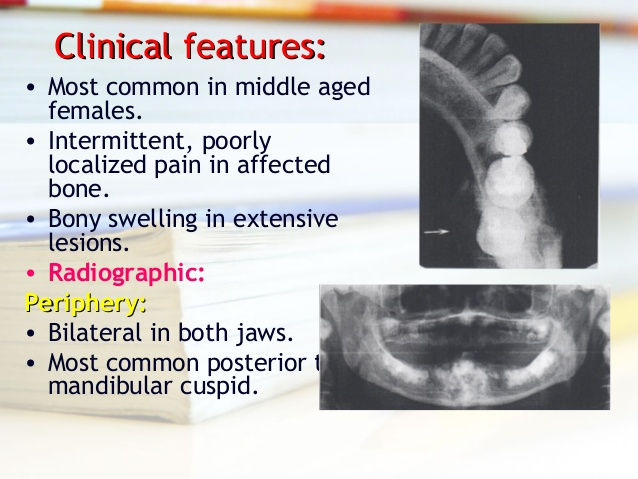 Clinical features:
• Most common in middle aged
females.
• Intermittent, poorly
localized pain in affected
bone.
• Bony swelling in extensive
lesions.
• Radiographic:
Periphery:
• Bilateral in both jaws.
• Most common posterior t
mandibular cuspid.